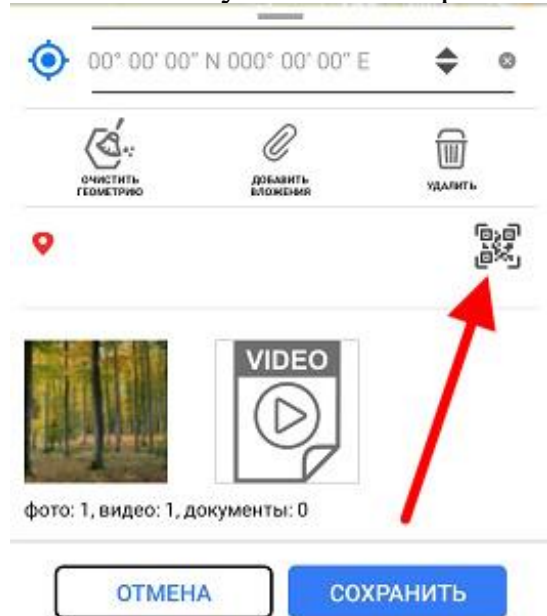 00° 00' 00" N 000° 00' 00" E
ОЧИСТИТЬ ГЕОМЕТРИЮ
ДОБАВИТЬ ВЛОЖЕНИЯ
УДАЛИТЬ
VIDEO
фото: 1, видео: 1, документы: 0
ОТМЕНА
СОХРАНИТЬ